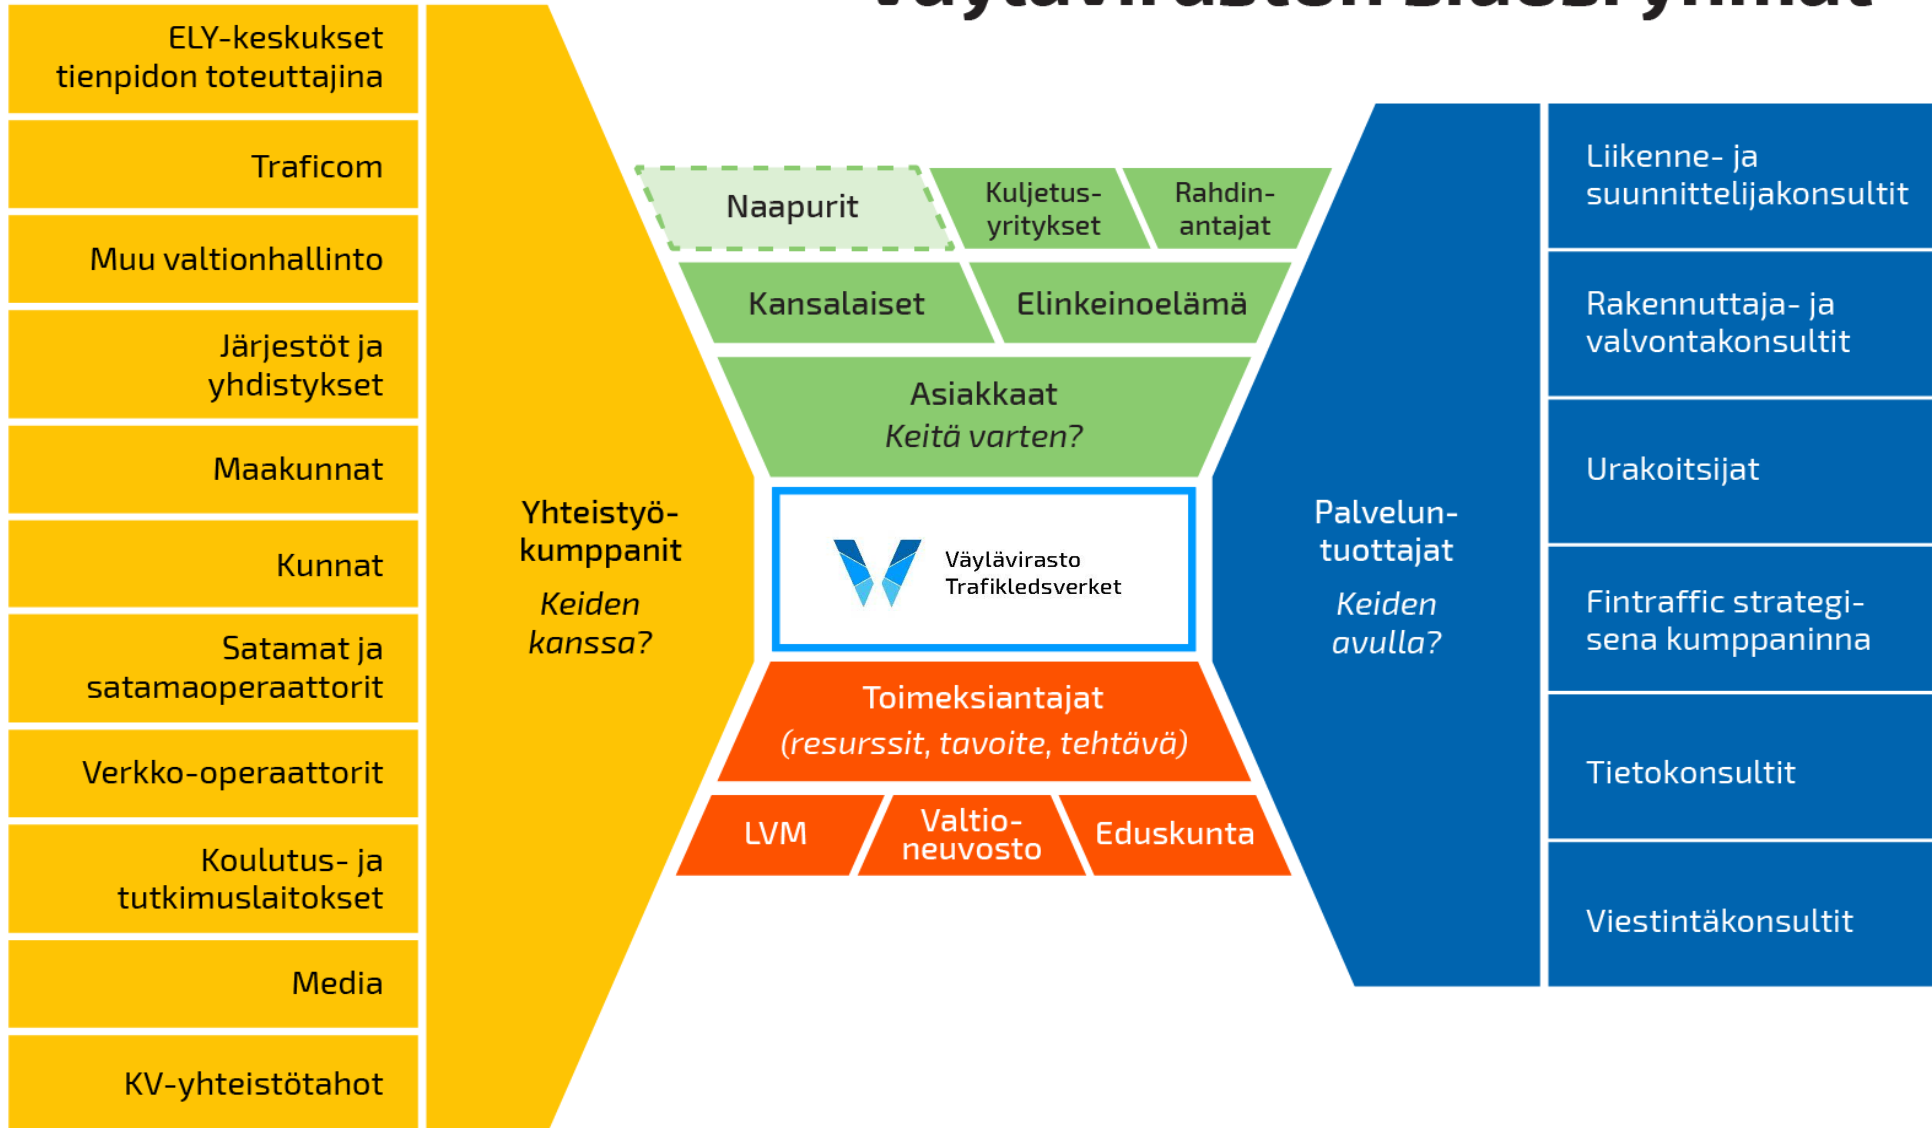 Väyläviraston sidosryhmät
ELY-keskukset
tienpidon toteuttajina
Traficom
Muu valtionhallinto
Järjestöt ja
yhdistykset
Maakunnat
Kunnat
Satamat ja
satamaoperaattorit
Verkko-operaattorit
Koulutus- ja
tutkimuslaitokset
Media
KV-yhteistötahot
Yhteistyö-
kumppanit
Keiden
kanssa?
Naapurit
Kuljetus-
yritykset
Rahdin-
antajat
Kansalaiset
Elinkeinoelämä
Asiakkaat
Keitä varten?
Väylävirasto
Trafikledsverket
Toimeksiantajat
(resurssit, tavoite, tehtävä)
LVM
Valtio-
neuvosto
Eduskunta
Palvelun-
tuottajat
Keiden
avulla?
Liikenne- ja
suunnittelijakonsultit
Rakennuttaja- ja
valvontakonsultit
Urakoitsijat
Fintraffic strategi-
sena kumppaninna
Tietokonsultit
Viestintäkonsultit